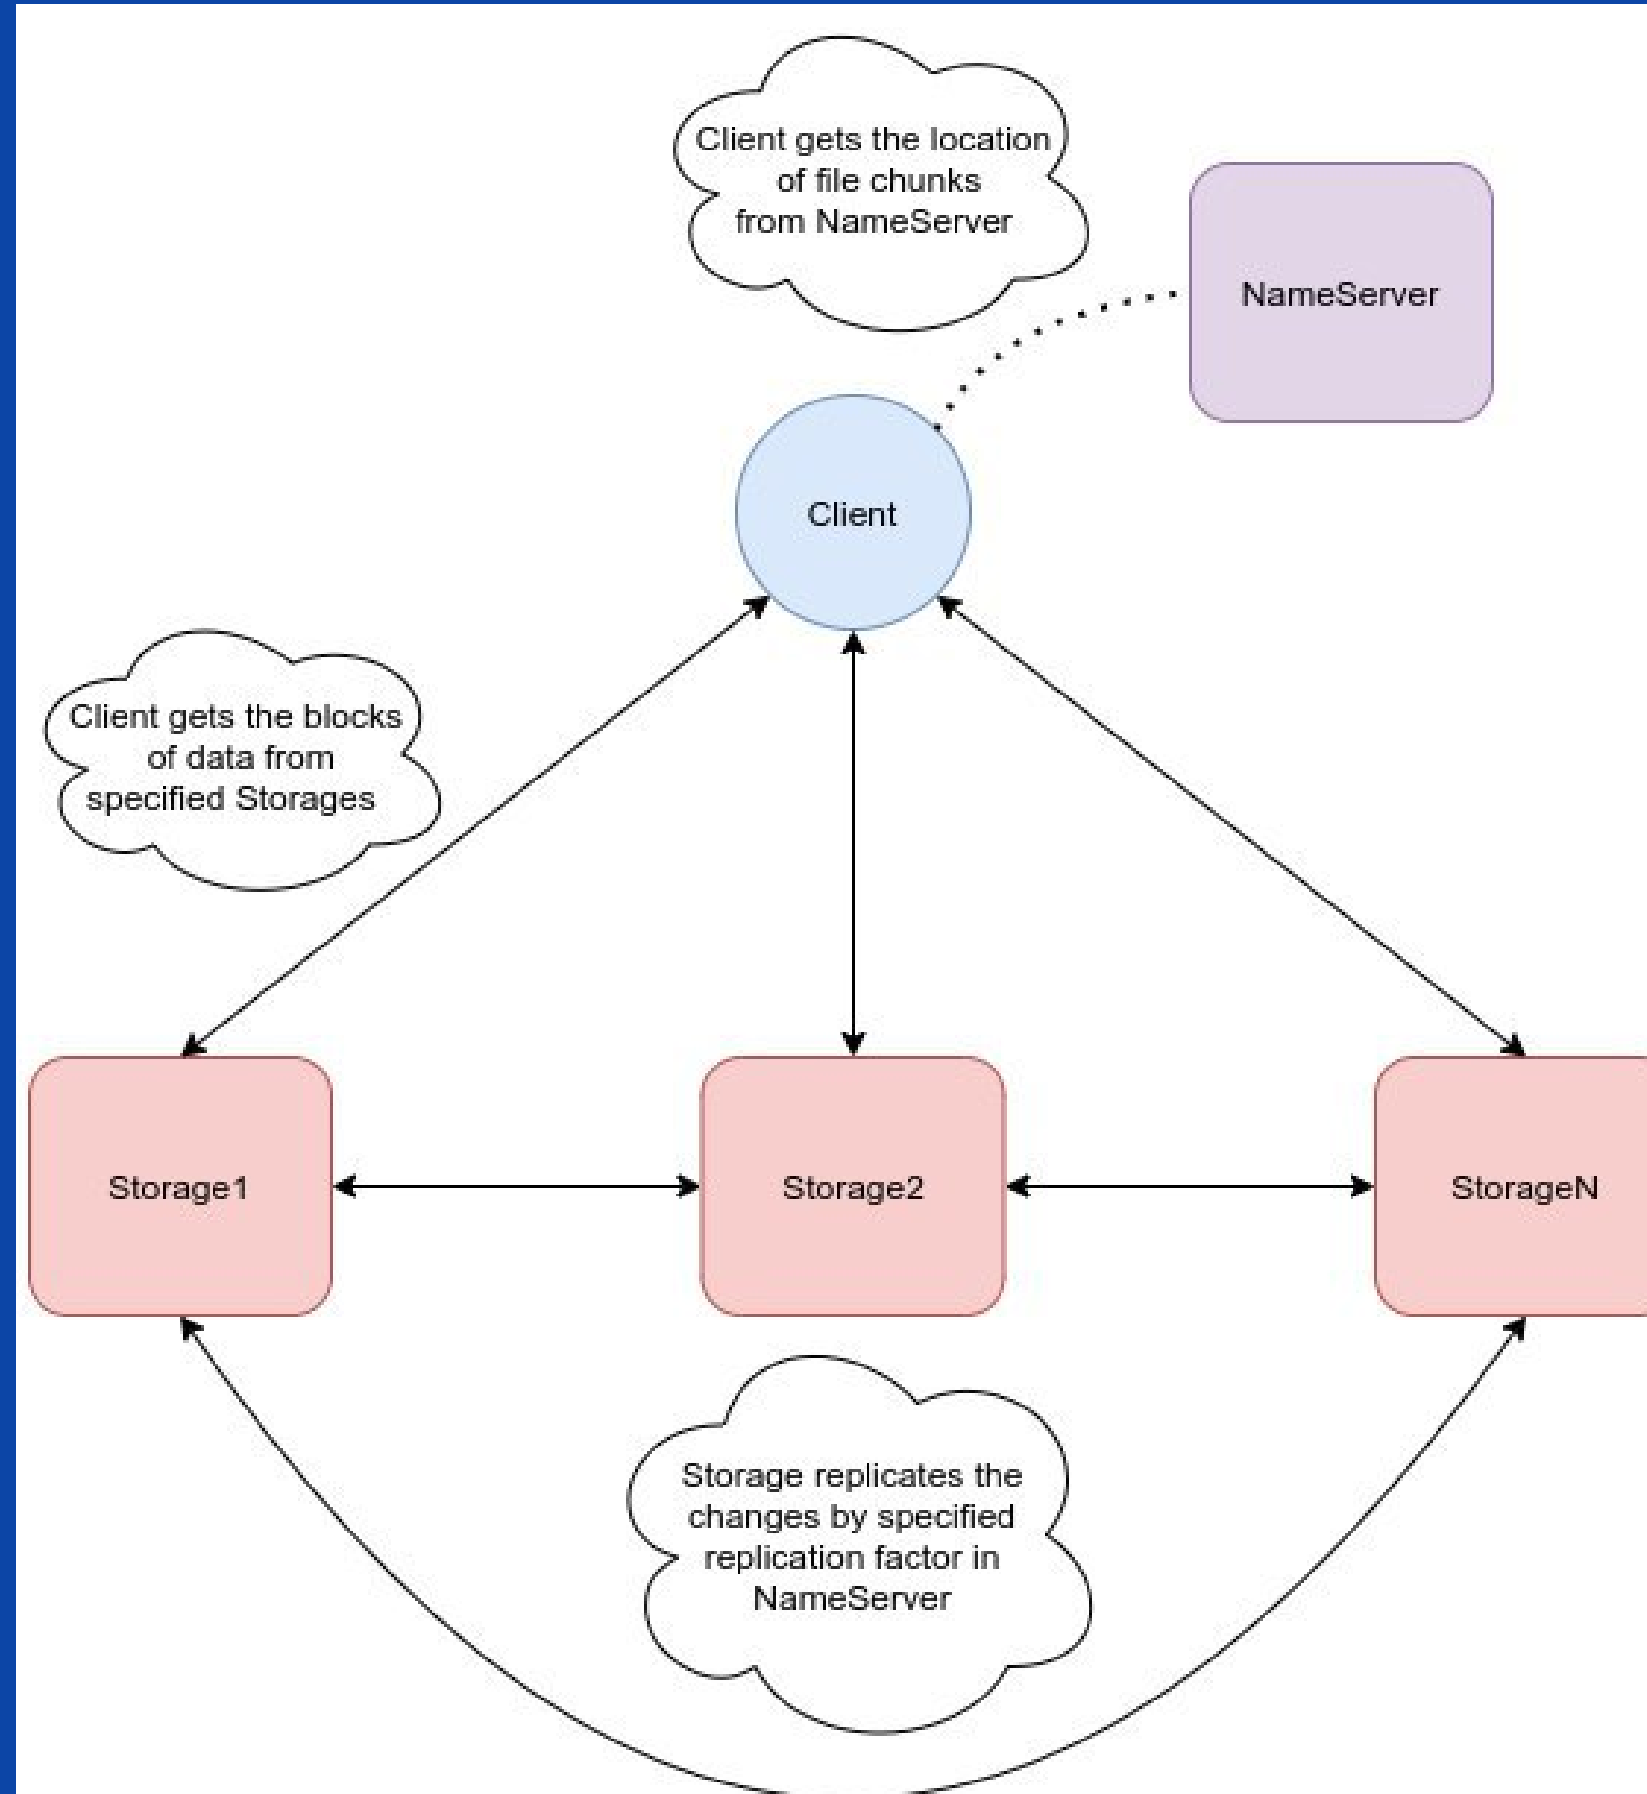 Client gets the location
of file chunks
from NameServer
NameServer
Client
Client gets the blocks
of data from
specified Storages
Storage1
Storage2
StorageN
Storage replicates the
changes by specified
replication factor in
NameServer